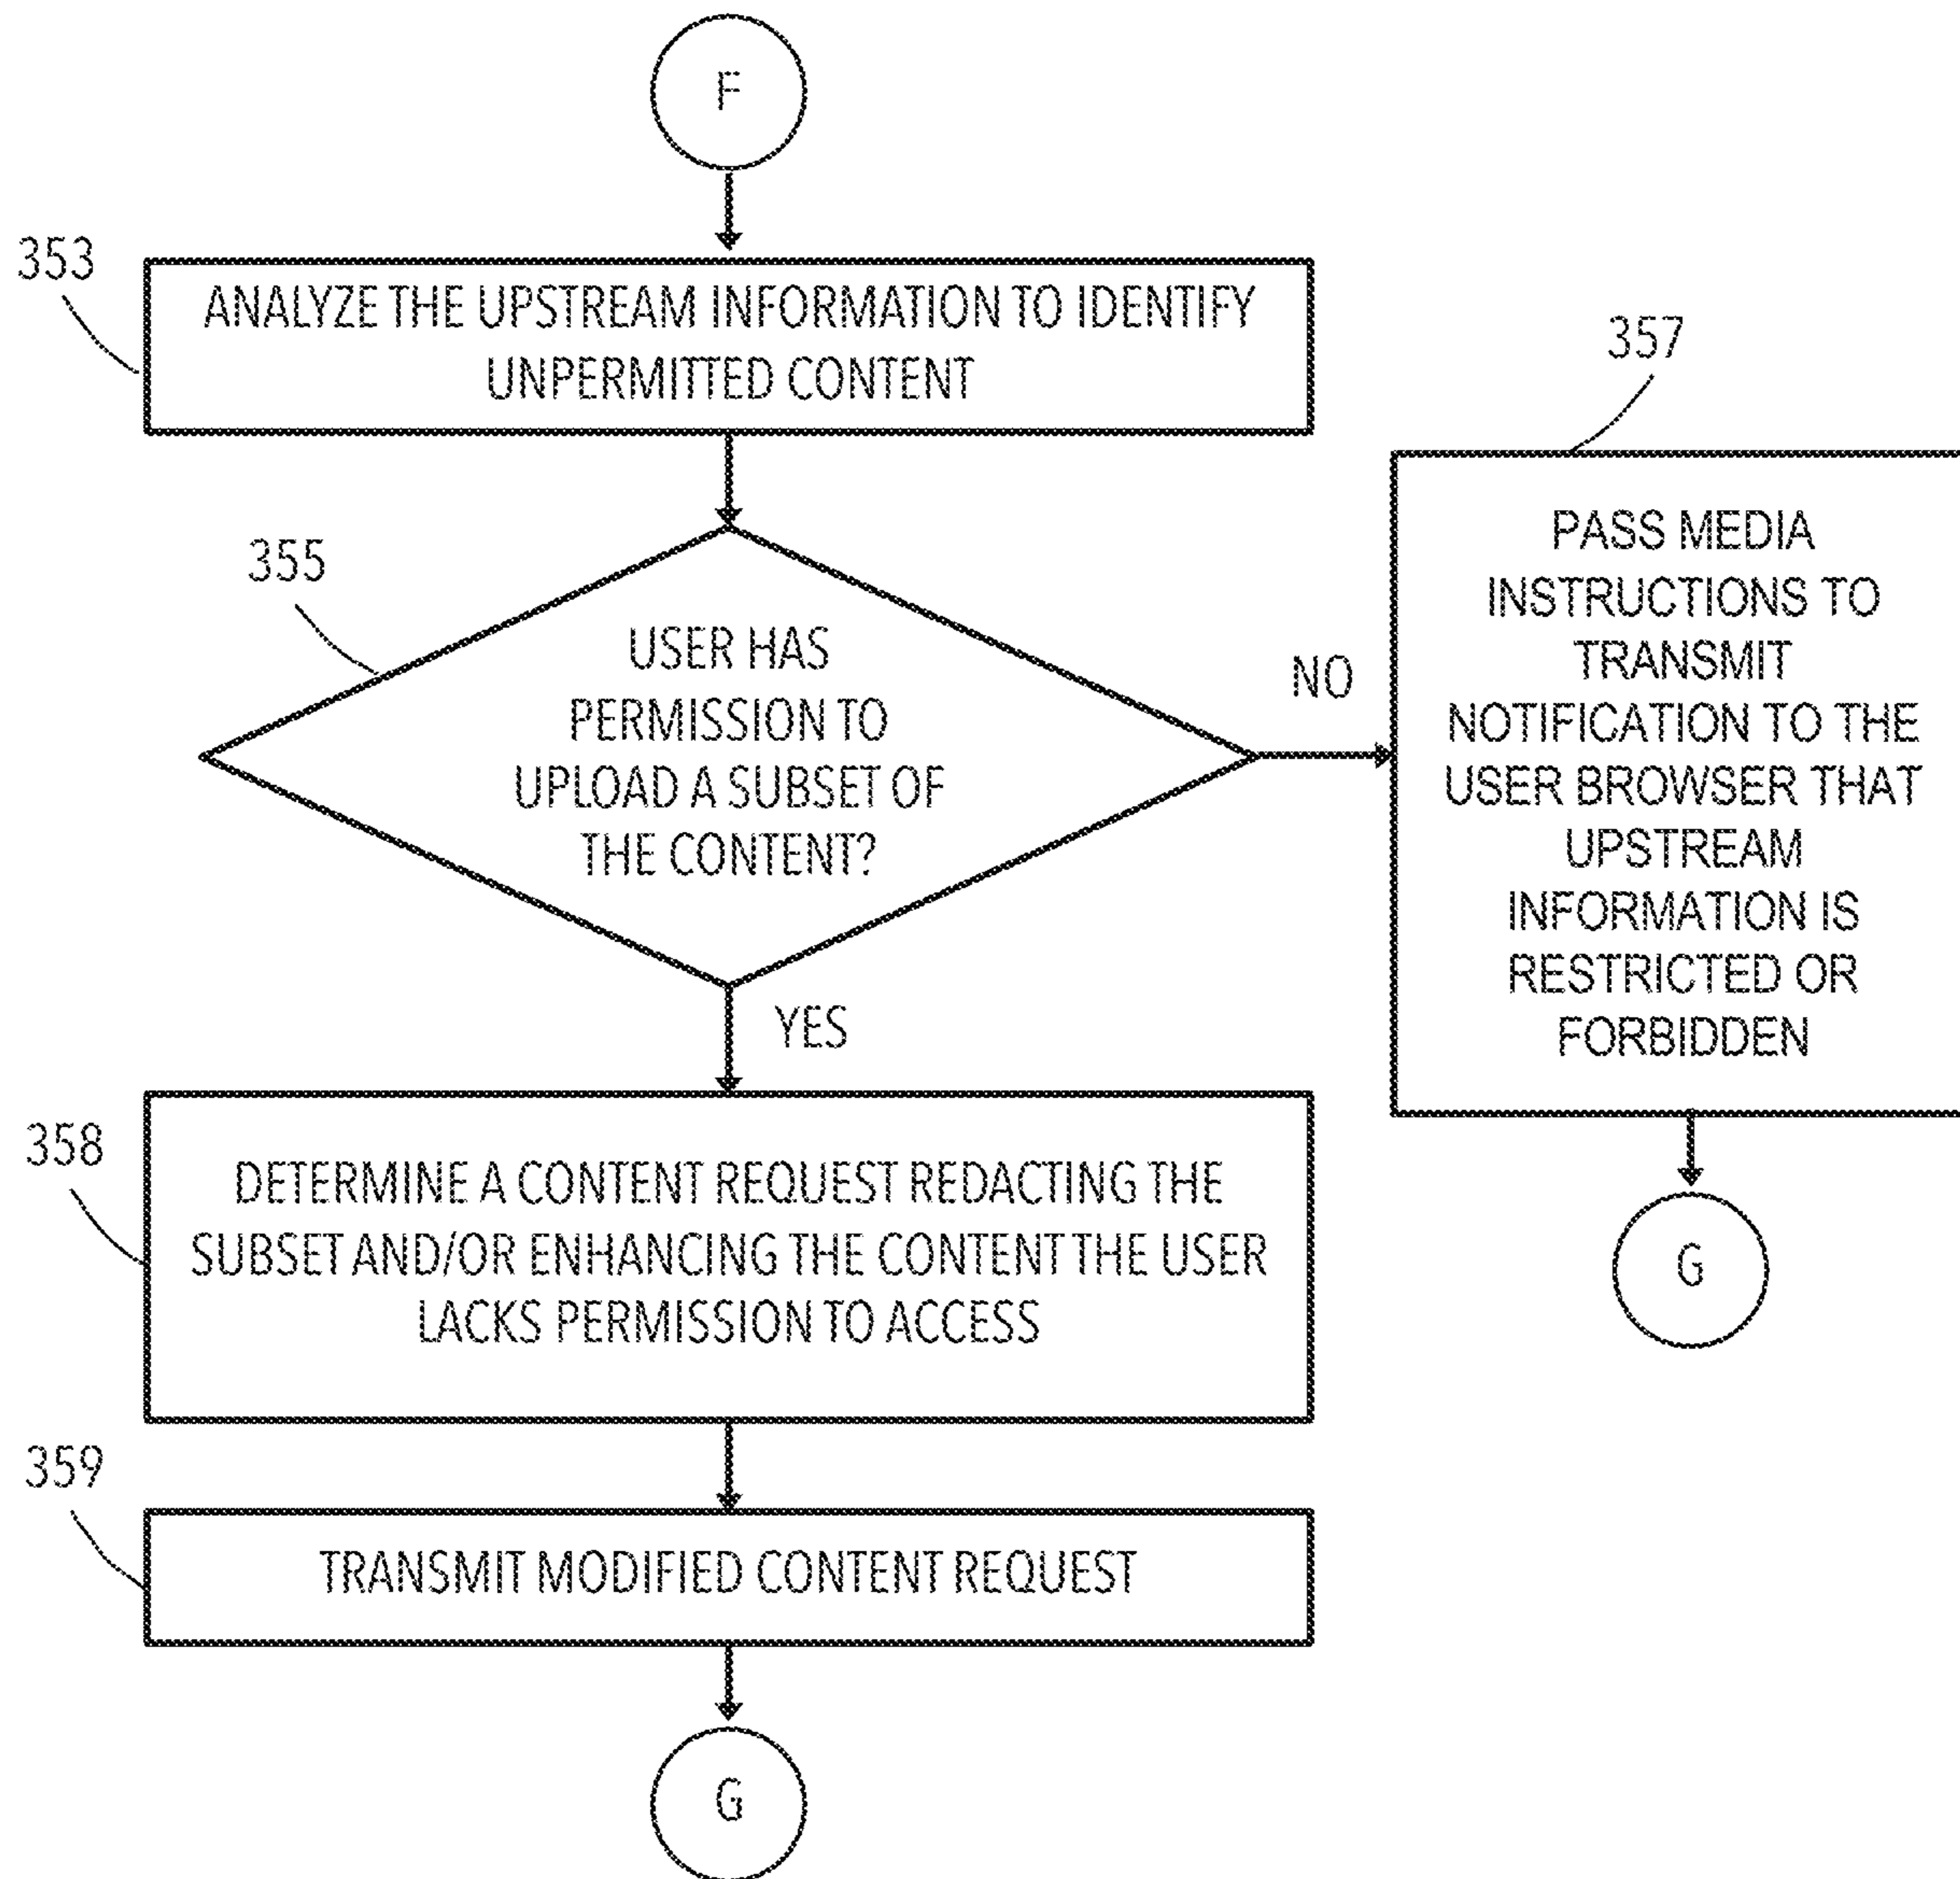 F
353
ANALYZE THE UPSTREAM INFORMATION TO IDENTIFY
UNPERMITTED CONTENT
355
USER HAS
PERMISSION TO
UPLOAD A SUBSET OF
THE CONTENT?
NO
357
PASS MEDIA
INSTRUCTIONS TO
TRANSMIT
NOTIFICATION TO THE
USER BROWSER THAT
UPSTREAM
INFORMATION IS
RESTRICTED OR
FORBIDDEN
G
YES
358
DETERMINE A CONTENT REQUEST REDACTING THE
SUBSET AND/OR ENHANCING THE CONTENT THE USER
LACKS PERMISSION TO ACCESS
359
TRANSMIT MODIFIED CONTENT REQUEST
G